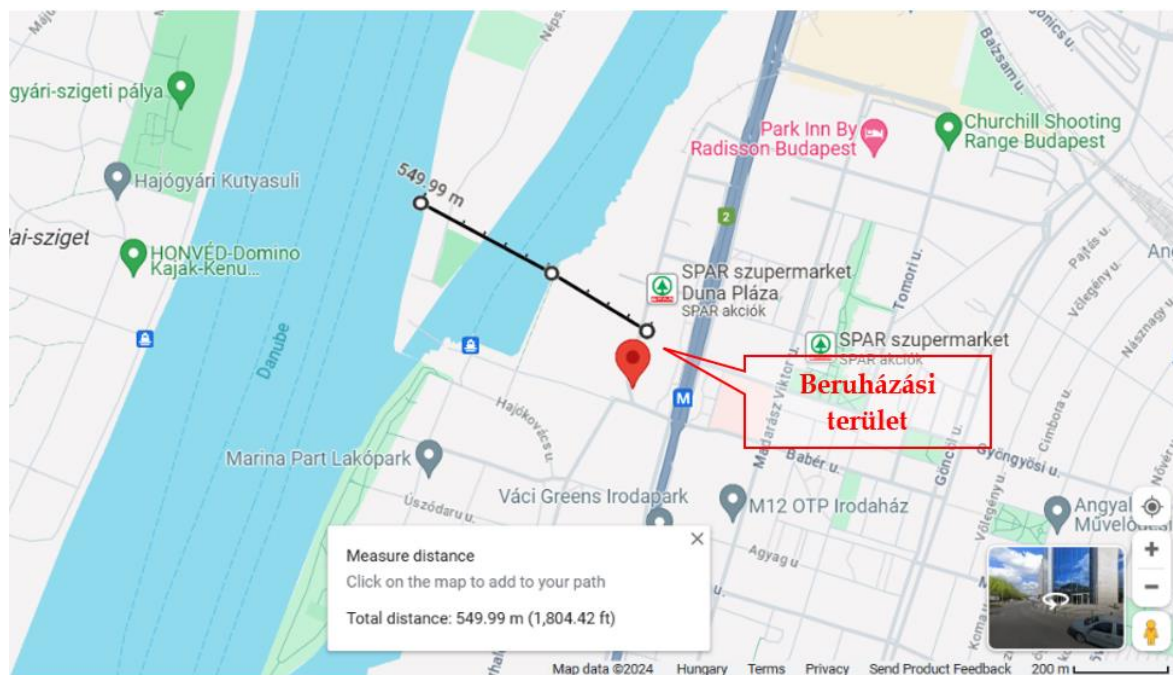 gyári-szigeti pálya
Hajógyári Kutyasuli
ai-sziget
HONVÉD-Domino
Kajak-Kenu...
Danube
549.99 m
Park Inn By
Radisson Budapest
Churchill Shooting
Range Budapest
Balzsam u.
2
SPAR szupermarket
Duna Pláza
SPAR akciók
SPAR szupermarket
SPAR akciók
Tomori u.
Pajtás u.
Völegény u.
Násznagy u.
Beruházási
terület
M
Madarász Viktor u.
Babér u.
Göncöl u.
Gyöngyösi u.
Cimbora u.
Hajókovács u.
Marina Part Lakópark
Úszódaru u.
Váci Greens Irodapark
M12 OTP Irodaház
Völegény u.
Angyal
Agyag u
Measure distance
Click on the map to add to your path
Total distance: 549.99 m (1,804.42 ft)
Map data ©2024 Hungary Terms Privacy Send Product Feedback 200 m